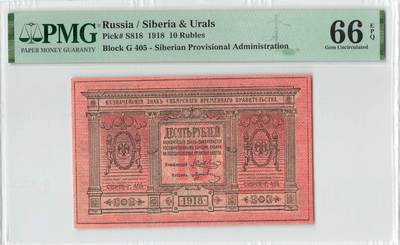 PMG
PAPER MONEY GUARANTY
Russia / Siberia & Urals
Pick# S818 1918 10 Rubles
Block G 405 - Siberian Provisional Administration
66 EPQ
Gem Uncirculated
КАЗНАЧЕЙСКІЙ ЗНАКЪ СИБИРСКАГО ВРЕМЕННАГО ПРАВИТЕЛЬСТВА.
ДЕСЯТЬ РУБЛЕЙ
1918